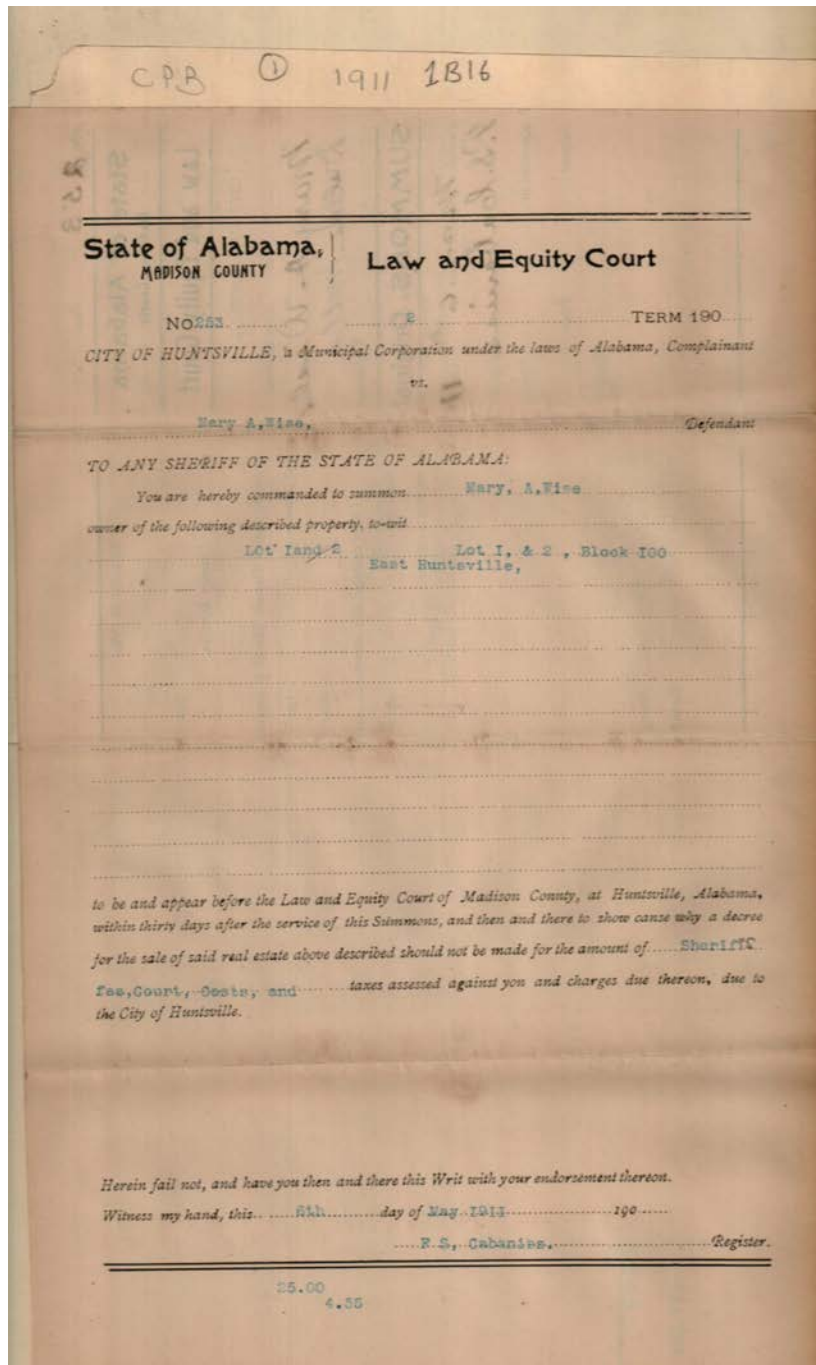 CPB ① 1911 1B16
State of Alabama, } Law and Equity Court
MADISON COUNTY
No 253 2 TERM 190
CITY OF HUNTSVILLE, a Municipal Corporation under the laws of Alabama, Complainant
vs.
Mary A,Wise, Defendant
TO ANY SHERIFF OF THE STATE OF ALABAMA:
You are hereby commanded to summon Mary, A,Wise
owner of the following described property, to-wit
Lot Iand 2 Lot I, & 2 , Block I00
East Huntsville,
to be and appear before the Law and Equity Court of Madison County, at Huntsville, Alabama,
within thirty days after the service of this Summons, and then and there to show cause why a decree
for the sale of said real estate above described should not be made for the amount of Sheriffs
fee,Court, Costs, and taxes assessed against you and charges due thereon, due to
the City of Huntsville.
Herein fail not, and have you then and there this Writ with your endorsement thereon.
Witness my hand, this 6th day of May 1911 190
R.S, Cabaniss. Register.
25.00
4.55